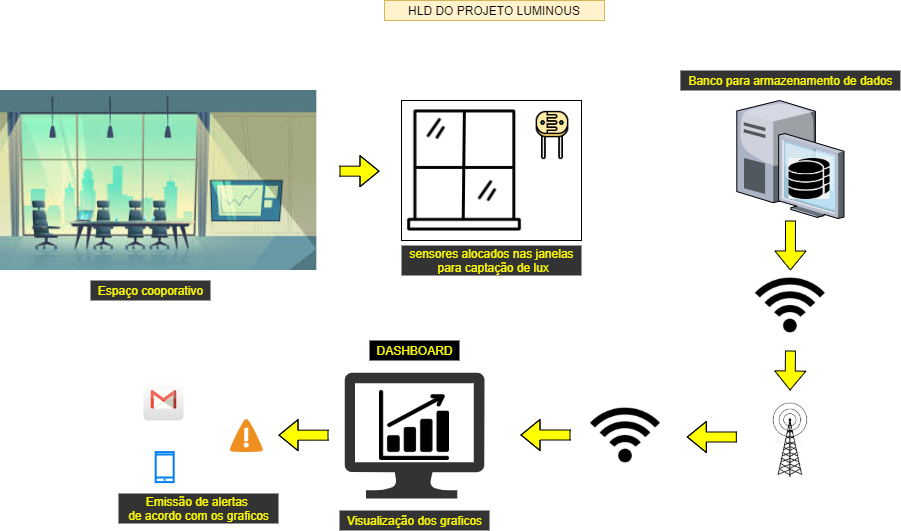 HLD DO PROJETO LUMINOUS
Banco para armazenamento de dados
sensores alocados nas janelas
para captação de lux
Espaço cooporativo
DASHBOARD
Emissão de alertas
de acordo com os graficos
Visualização dos graficos